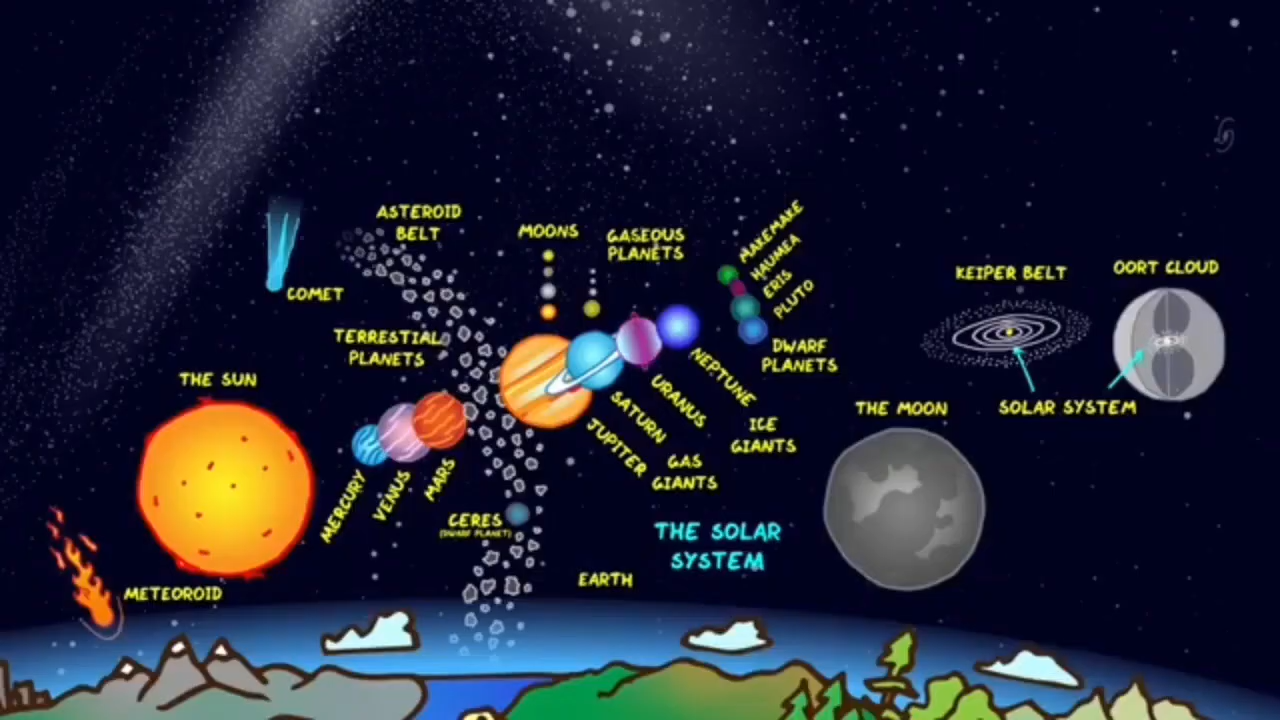 ASTEROID
BELT
MOONS
GASEOUS
PLANETS
MAKEMAKE
HAUMEA
ERIS
PLUTO
DWARF
PLANETS
KEIPER BELT
OORT CLOUD
SOLAR SYSTEM
COMET
TERRESTIAL
PLANETS
THE SUN
MERCURY
VENUS
MARS
JUPITER
SATURN
URANUS
NEPTUNE
GAS
GIANTS
ICE
GIANTS
THE MOON
CERES
(DWARF PLANET)
THE SOLAR
SYSTEM
EARTH
METEOROID